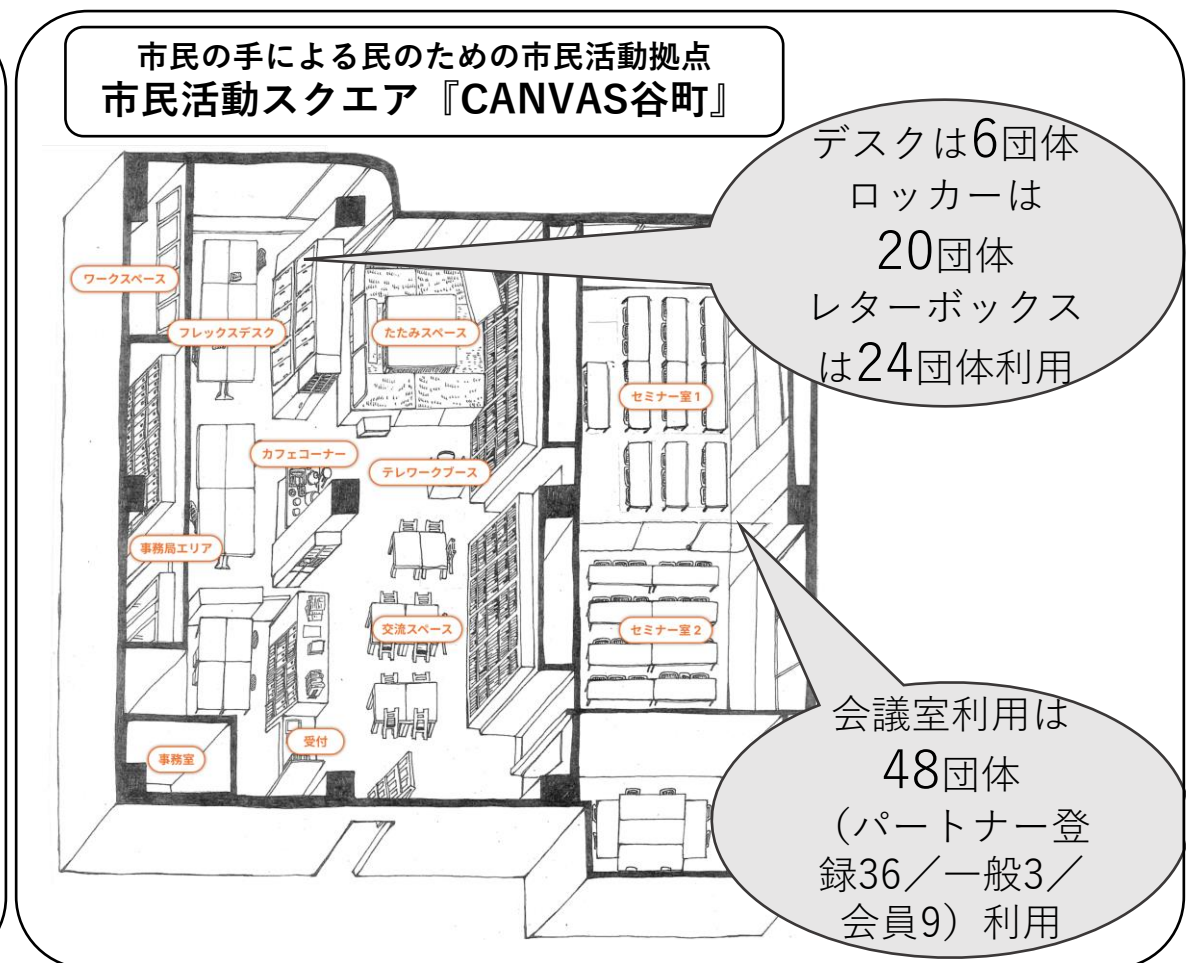 市民の手による民のための市民活動拠点
市民活動スクエア『CANVAS谷町』
デスクは6団体
ロッカーは
20団体
レターボックス
は24団体利用
ワークスペース
フレックスデスク
たたみスペース
セミナー室1
カフェコーナー
テレワークブース
事務局エリア
交流スペース
セミナー室2
受付
事務室
会議室利用は
48団体
（パートナー登
録36／一般3／
会員9）利用